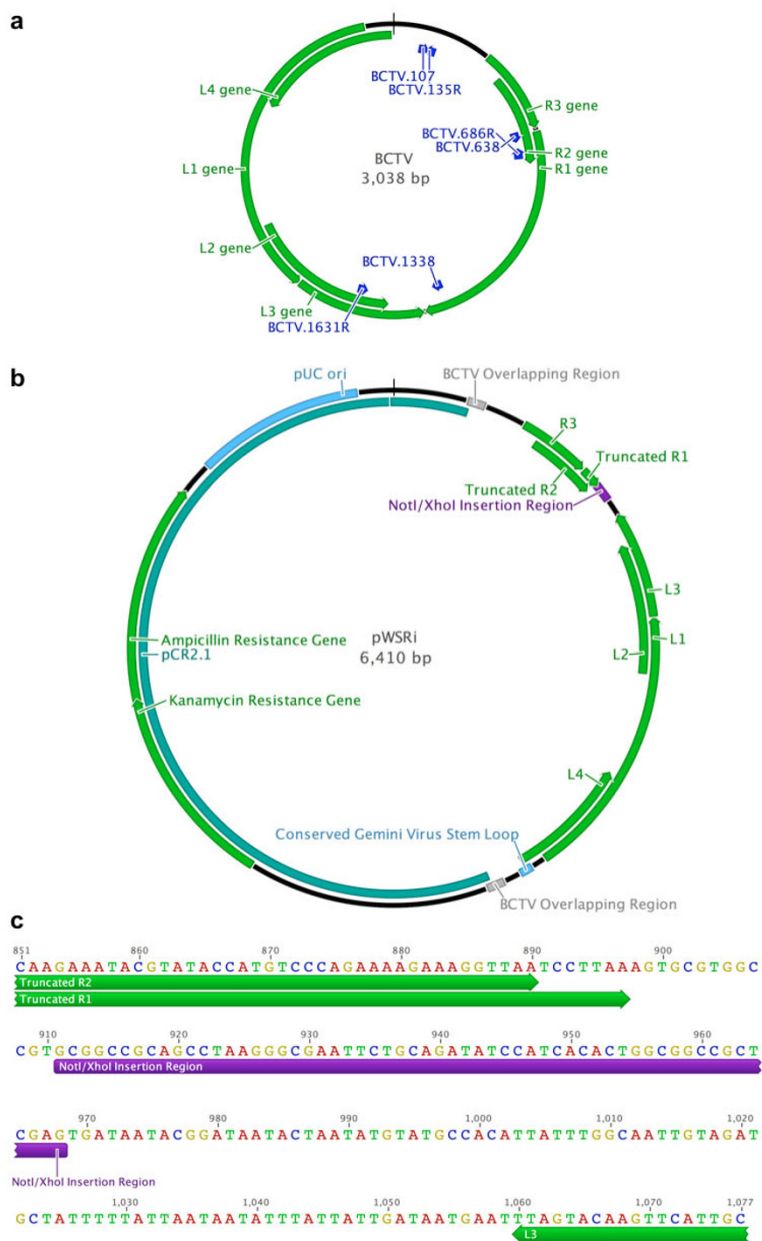 a
BCTV.107
BCTV.135R
L4 gene
R3 gene
BCTV.686R
BCTV.638
R2 gene
R1 gene
BCTV
3,038 bp
L1 gene
L2 gene
BCTV.1338
L3 gene
BCTV.1631R
b
pUC ori
BCTV Overlapping Region
R3
Truncated R1
Truncated R2
NotI/XhoI Insertion Region
L3
L1
L2
Ampicillin Resistance Gene
pCR2.1
pWSRi
6,410 bp
Kanamycin Resistance Gene
L4
Conserved Gemini Virus Stem Loop
BCTV Overlapping Region
c
851 860 870 880 890 900
CAAGAAATACGTATACCATGTCCCAGAAAAGAAAGGTTAATCCTTAAAGTGCGTGGC
Truncated R2
Truncated R1
910 920 930 940 950 960
CGTGCGGCCGCAGCCTAAGGGCGAATTCTGCAGATATCCATCACACTGGCGGCCGCT
NotI/XhoI Insertion Region
970 980 990 1,000 1,010 1,020
CGAGTGATAATACGGATAATACTAATATGTATGCCACATTATTTGGCAATTGTAGAT
NotI/XhoI Insertion Region
1,030 1,040 1,050 1,060 1,070 1,077
GCTATTTTTATTAATAATATTTATTATTGATAATGAATTTAGTACAAGTTCATTGC
L3